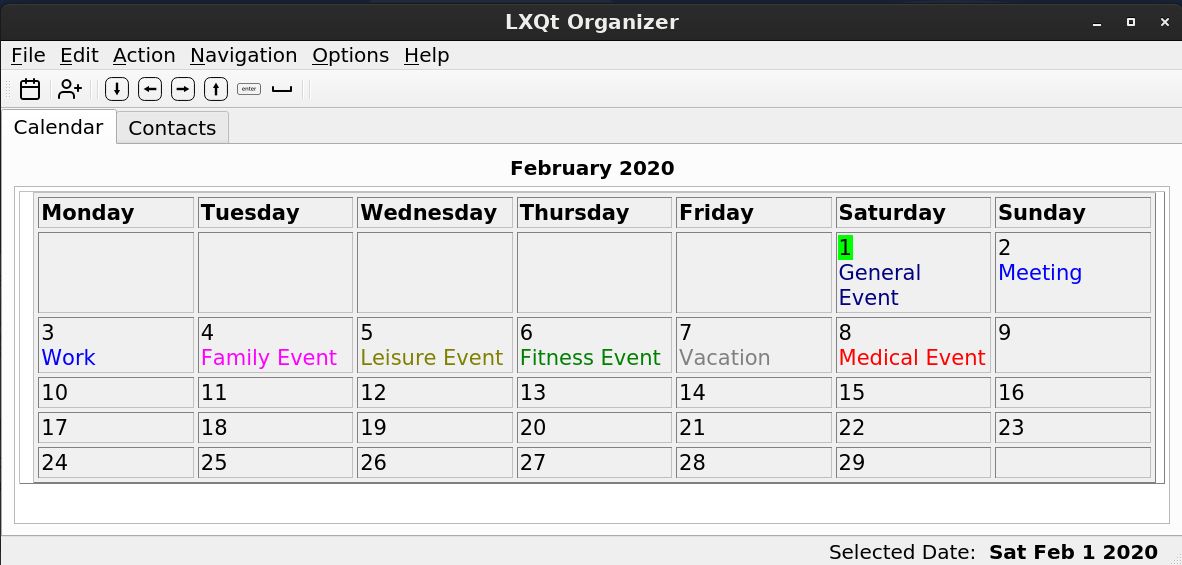 LXQt Organizer
File Edit Action Navigation Options Help
enter
Calendar Contacts
February 2020
Monday Tuesday Wednesday Thursday Friday Saturday Sunday
1 2
General Meeting
Event
3 4 5 6 7 8 9
Work Family Event Leisure Event Fitness Event Vacation Medical Event
10 11 12 13 14 15 16
17 18 19 20 21 22 23
24 25 26 27 28 29
Selected Date: Sat Feb 1 2020